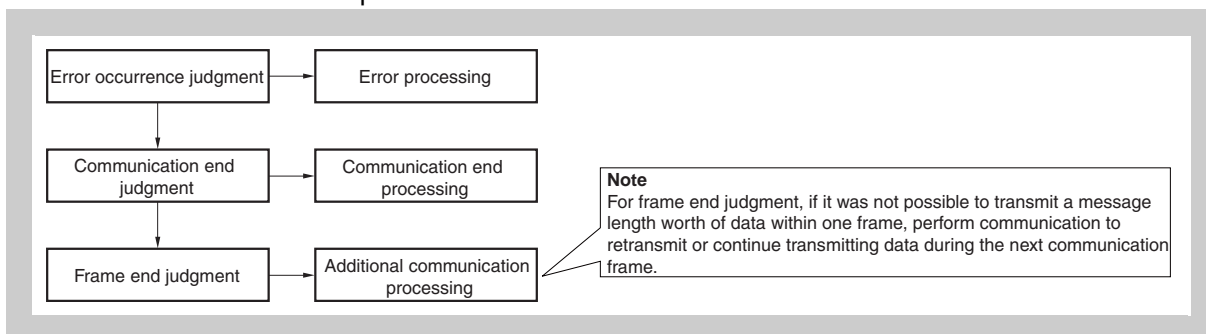 Error occurrence judgment
Error processing
Communication end
judgment
Communication end
processing
Note
For frame end judgment, if it was not possible to transmit a message
length worth of data within one frame, perform communication to
retransmit or continue transmitting data during the next communication
frame.
Frame end judgment
Additional communication
processing